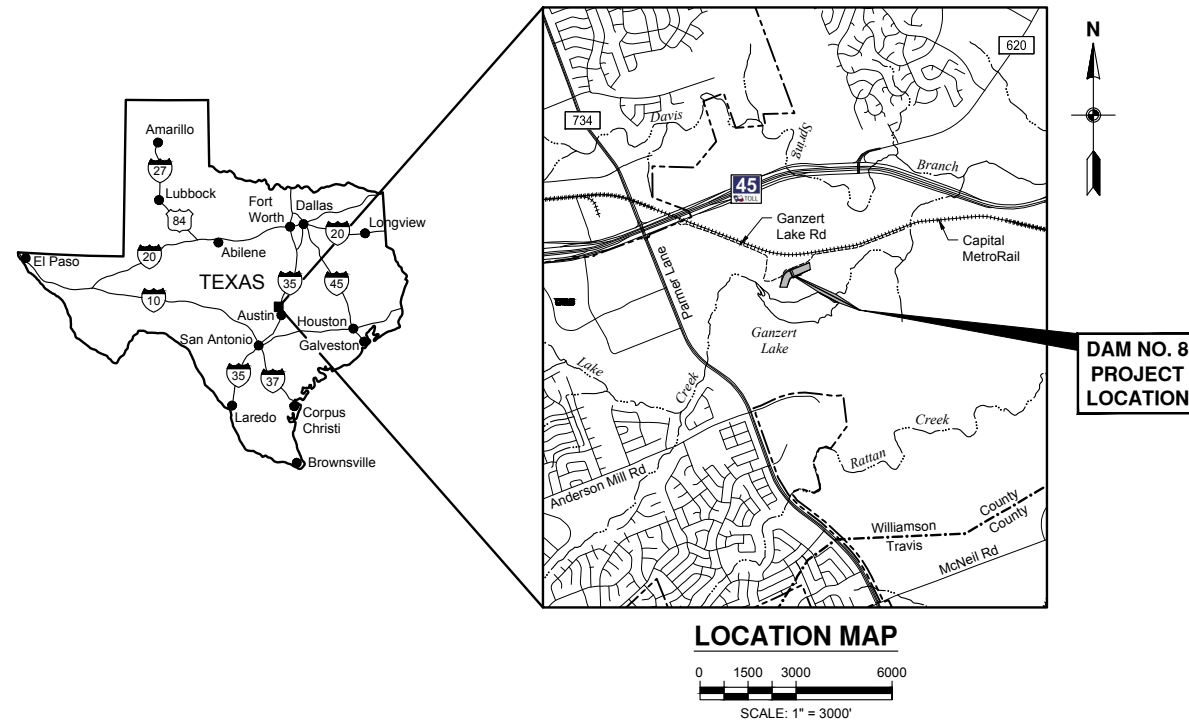 Amarillo
27
Lubbock
84
Fort
Worth
Dallas
20
Longview
20
Abilene
El Paso
TEXAS
35
45
10
Austin
Houston
San Antonio
Galveston
35
37
Laredo
Corpus
Christi
Brownsville
620
734
Davis
Spring
Branch
45
TOLL
Ganzert
Lake Rd
Capital
MetroRail
Parmer Lane
Ganzert
Lake
Lake
Creek
Creek
Rattan
Anderson Mill Rd
County
County
Williamson
Travis
McNeil Rd
N
DAM NO. 8
PROJECT
LOCATION
LOCATION MAP
0 1500 3000 6000
SCALE: 1" = 3000'